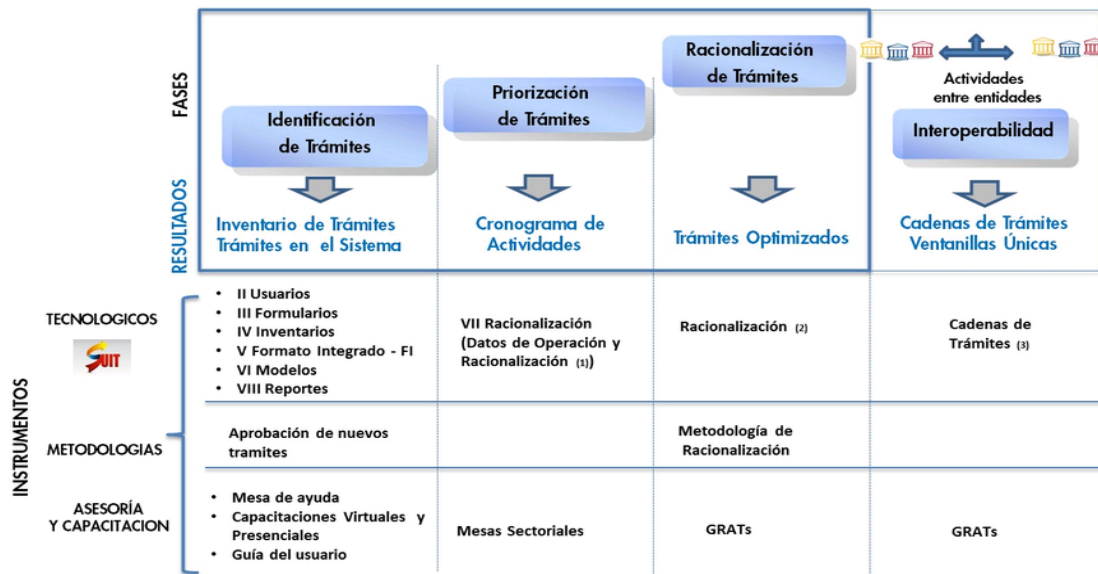 FASES
Identificación
de Trámites
Priorización
de Trámites
Racionalización
de Trámites
Actividades
entre entidades
Interoperabilidad
RESULTADOS
Inventario de Trámites
Trámites en el Sistema
Cronograma de
Actividades
Trámites Optimizados
Cadenas de Trámites
Ventanillas Únicas
INSTRUMENTOS
TECNOLOGICOS
SUIT
• II Usuarios
• III Formularios
• IV Inventarios
• V Formato Integrado - FI
• VI Modelos
• VIII Reportes
VII Racionalización
(Datos de Operación y
Racionalización (1))
Racionalización (2)
Cadenas de
Trámites (3)
METODOLOGIAS
Aprobación de nuevos
tramites
Metodología de
Racionalización
ASESORÍA
Y CAPACITACION
• Mesa de ayuda
• Capacitaciones Virtuales y
Presenciales
• Guía del usuario
Mesas Sectoriales
GRATs
GRATs